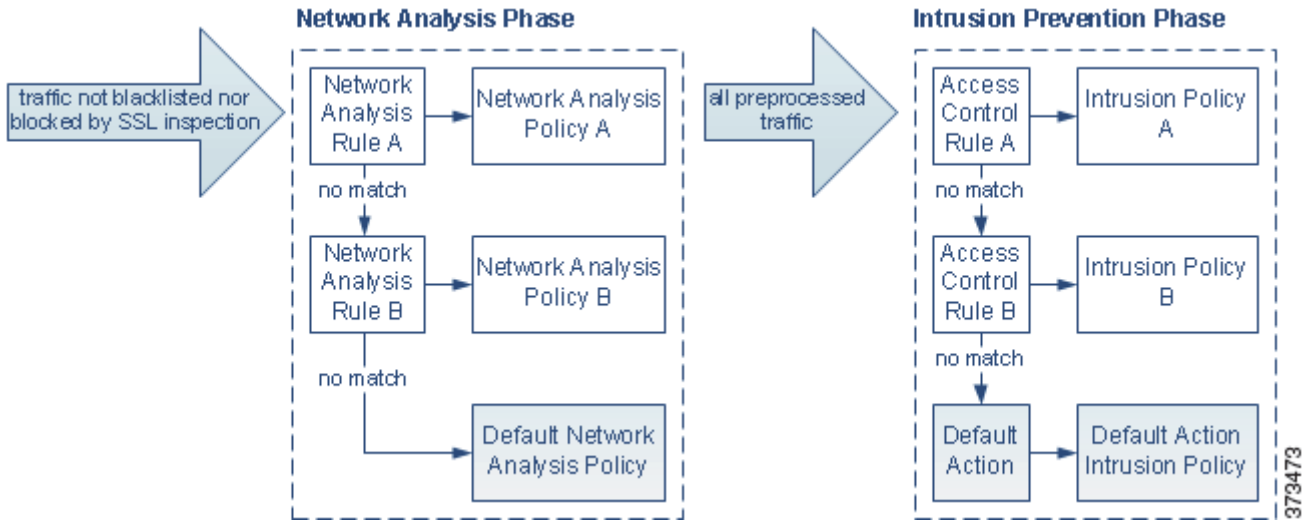 Network Analysis Phase
traffic not blacklisted nor
blocked by SSL inspection
Network
Analysis
Rule A
Network Analysis
Policy A
no match
Network
Analysis
Rule B
Network Analysis
Policy B
no match
Default Network
Analysis Policy
all preprocessed
traffic
Intrusion Prevention Phase
Access
Control
Rule A
Intrusion Policy
A
no match
Access
Control
Rule B
Intrusion Policy
B
no match
Default
Action
Default Action
Intrusion Policy
373473